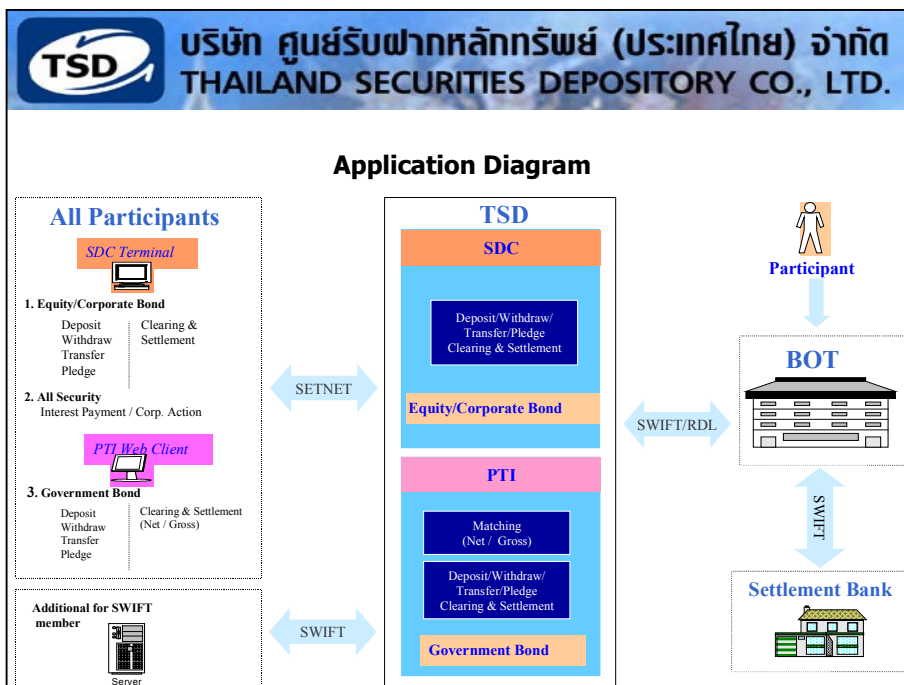 TSD
บริษัท ศูนย์รับฝากหลักทรัพย์ (ประเทศไทย) จำกัด
THAILAND SECURITIES DEPOSITORY CO., LTD.
Application Diagram
All Participants
SDC Terminal
1. Equity/Corporate Bond
Deposit
Withdraw
Transfer
Pledge
Clearing &
Settlement
2. All Security
Interest Payment / Corp. Action
PTI Web Client
3. Government Bond
Deposit
Withdraw
Transfer
Pledge
Clearing & Settlement
(Net / Gross)
Additional for SWIFT
member
Server
SETNET
SWIFT
TSD
SDC
Deposit/Withdraw/
Transfer/Pledge
Clearing & Settlement
Equity/Corporate Bond
PTI
Matching
(Net / Gross)
Deposit/Withdraw/
Transfer/Pledge
Clearing & Settlement
Government Bond
SWIFT/RDL
Participant
BOT
SWIFT
Settlement Bank